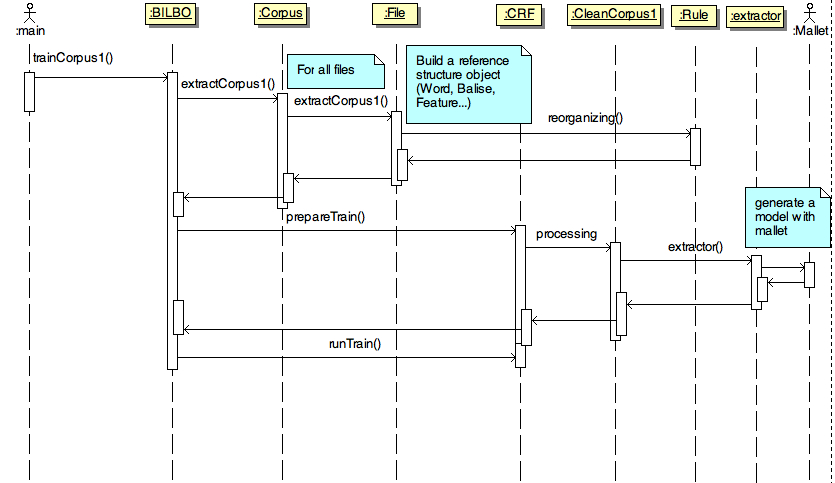 :main
:BILBO
:Corpus
:File
:CRF
:CleanCorpus1
:Rule
:extractor
:Mallet
trainCorpus1()
extractCorpus1()
For all files
extractCorpus1()
Build a reference
structure object
(Word, Balise,
Feature...)
reorganizing()
prepareTrain()
processing
extractor()
generate a
model with
mallet
runTrain()